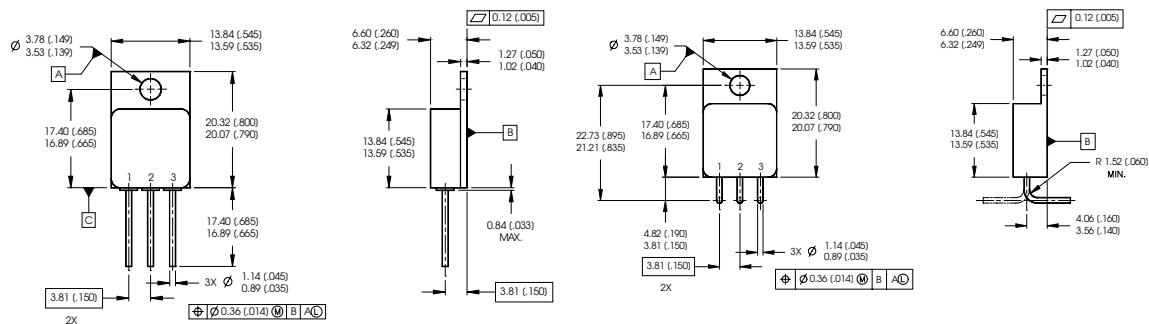 0.12 (.005)
6.60 (.260)
6.32 (.249)
13.84 (.545)
13.59 (.535)
Ø 3.78 (.149)
3.53 (.139)
A
1.27 (.050)
1.02 (.040)
17.40 (.685)
16.89 (.665)
20.32 (.800)
20.07 (.790)
13.84 (.545)
13.59 (.535)
B
1 2 3
C
17.40 (.685)
16.89 (.665)
0.84 (.033)
MAX.
3X Ø 1.14 (.045)
0.89 (.035)
3.81 (.150)
2X
⌖ Ø 0.36 (.014) Ⓜ B AⓁ
3.81 (.150)
0.12 (.005)
6.60 (.260)
6.32 (.249)
13.84 (.545)
13.59 (.535)
Ø 3.78 (.149)
3.53 (.139)
A
1.27 (.050)
1.02 (.040)
22.73 (.895)
21.21 (.835)
17.40 (.685)
16.89 (.665)
20.32 (.800)
20.07 (.790)
13.84 (.545)
13.59 (.535)
B
1 2 3
R 1.52 (.060)
MIN.
4.82 (.190)
3.81 (.150)
4.06 (.160)
3.56 (.140)
3X Ø 1.14 (.045)
0.89 (.035)
3.81 (.150)
2X
⌖ Ø 0.36 (.014) Ⓜ B AⓁ